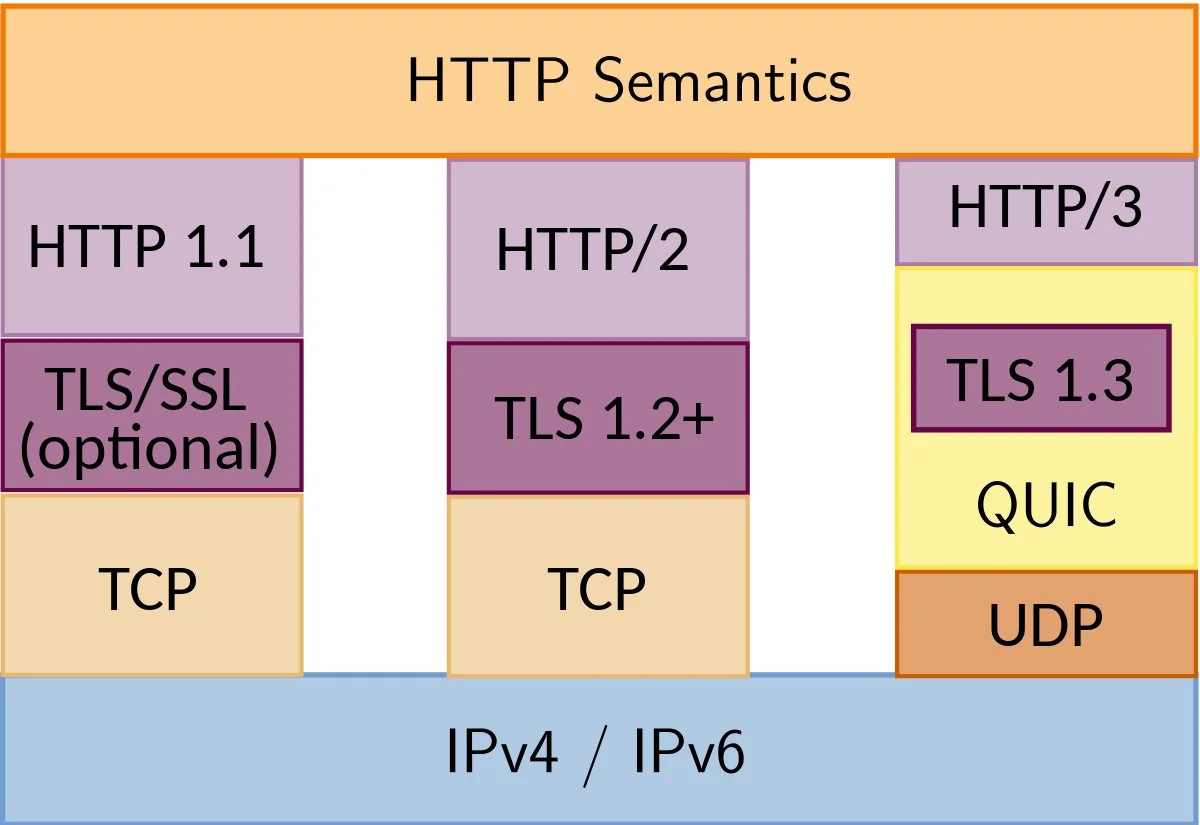 HTTP Semantics
HTTP 1.1
TLS/SSL
(optional)
TCP
HTTP/2
TLS 1.2+
TCP
HTTP/3
TLS 1.3
QUIC
UDP
IPv4 / IPv6